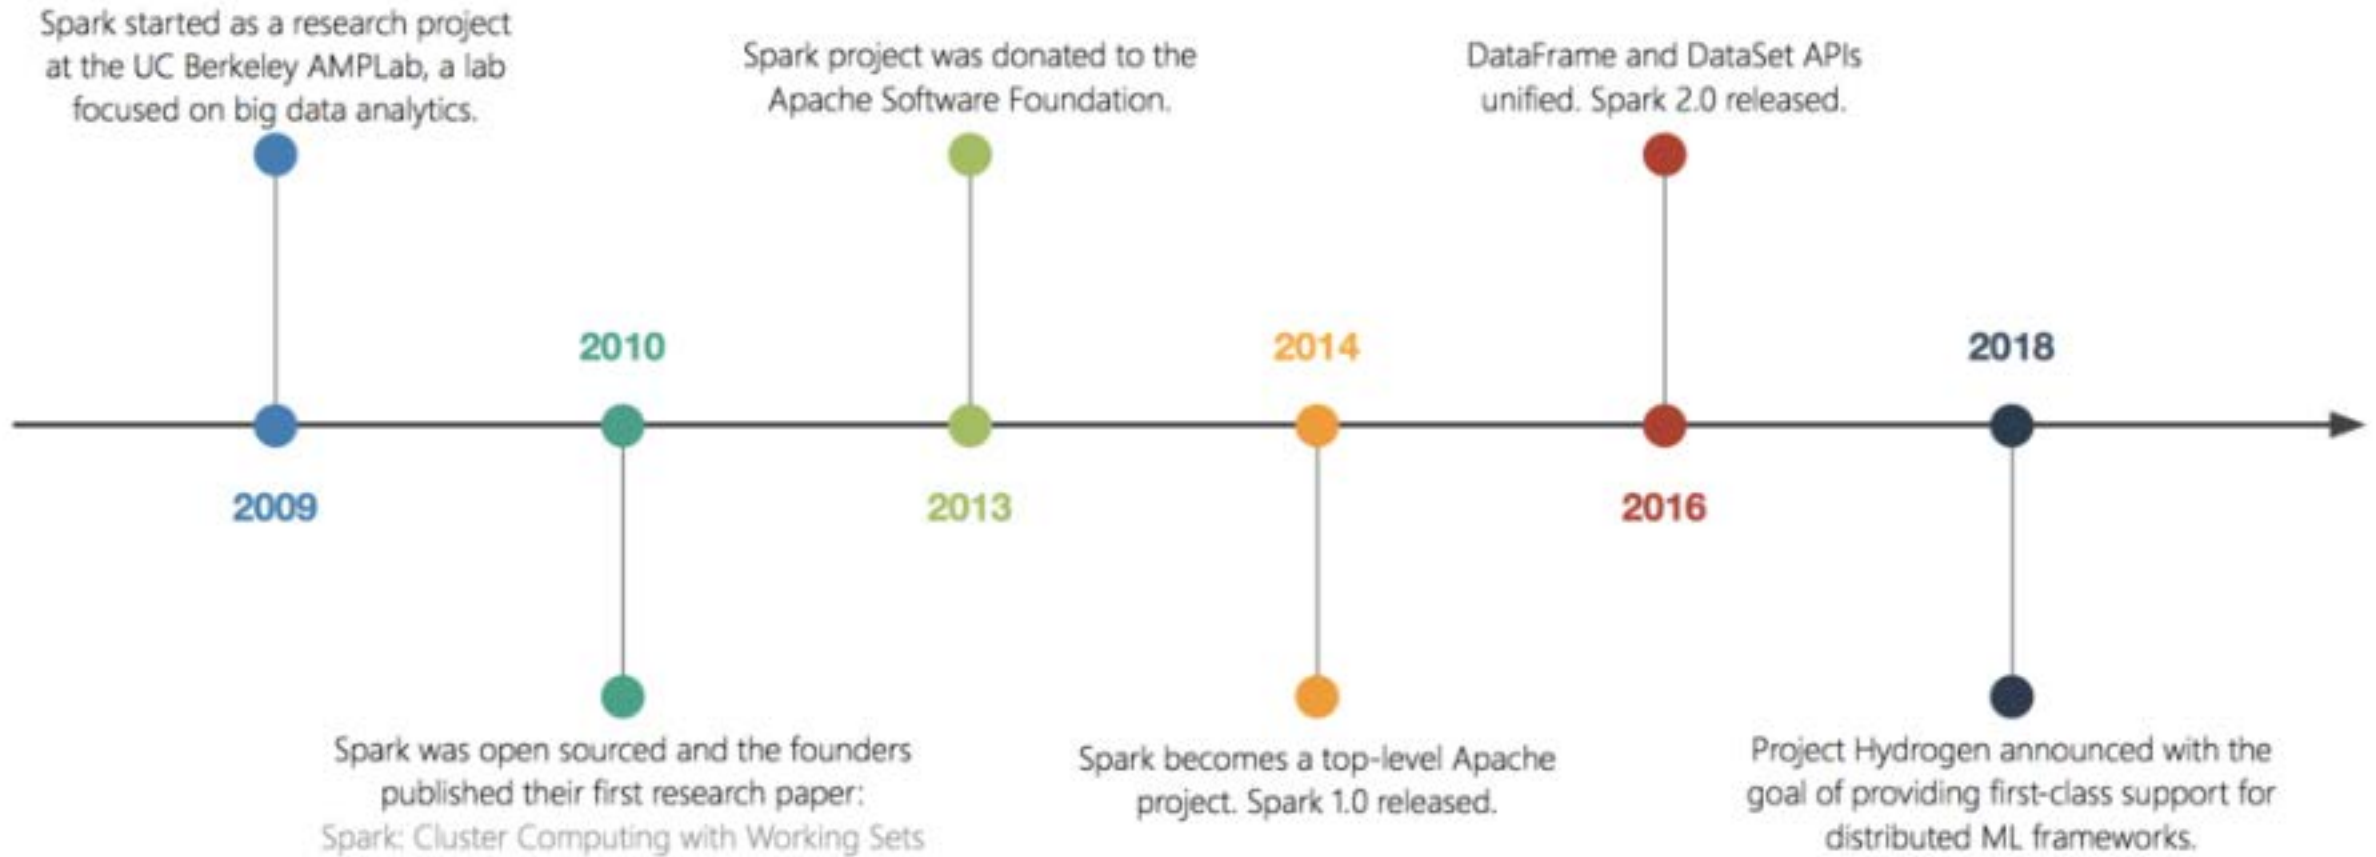 Spark started as a research project
at the UC Berkeley AMPLab, a lab
focused on big data analytics.
2009
2010
Spark was open sourced and the founders
published their first research paper:
Spark: Cluster Computing with Working Sets
Spark project was donated to the
Apache Software Foundation.
2013
2014
Spark becomes a top-level Apache
project. Spark 1.0 released.
DataFrame and DataSet APIs
unified. Spark 2.0 released.
2016
2018
Project Hydrogen announced with the
goal of providing first-class support for
distributed ML frameworks.